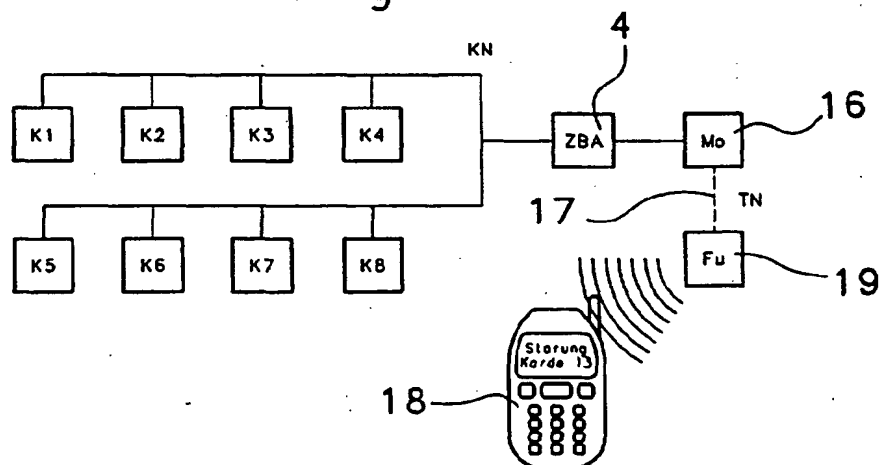 g
KN
4
K1 K2 K3 K4 ZBA Mo 16
17 TN
K5 K6 K7 K8 Fu 19
Storung
Karde 13
18